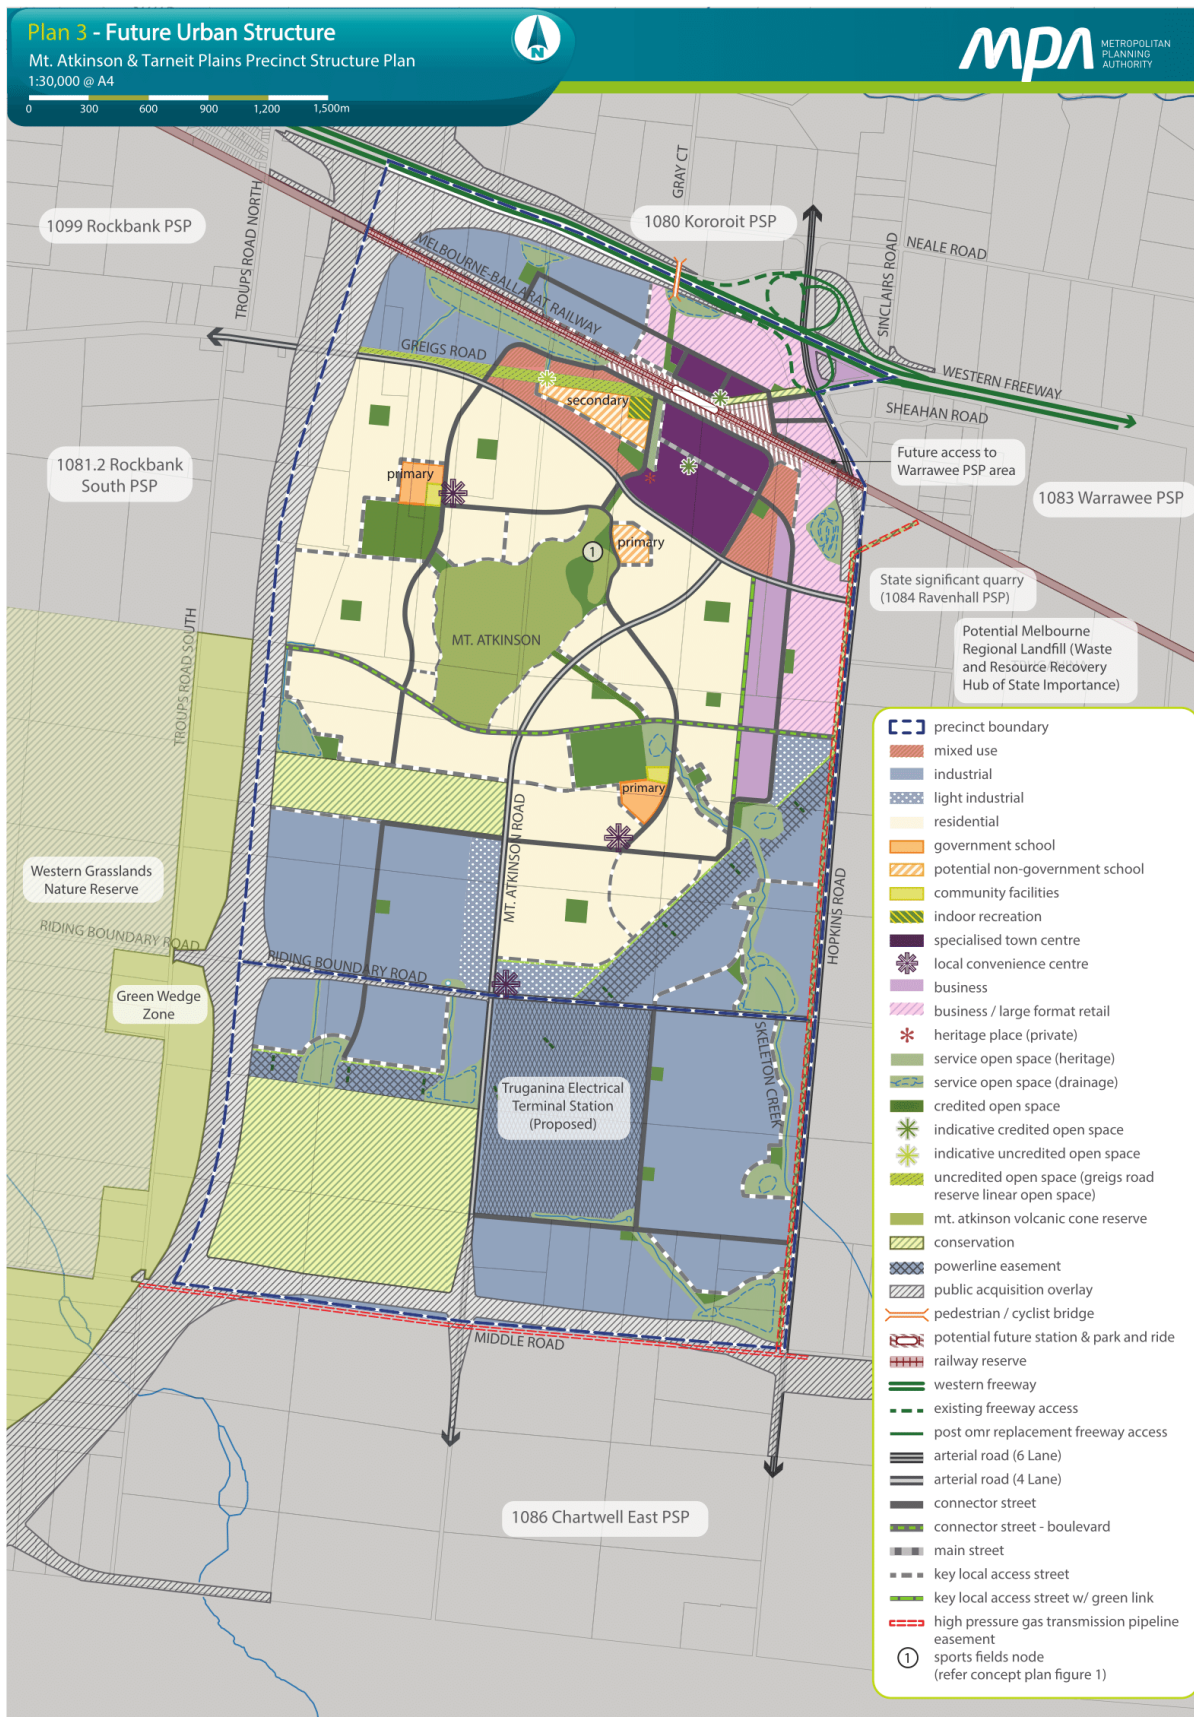 Plan 3 - Future Urban Structure
Mt. Atkinson & Tarneit Plains Precinct Structure Plan
1:30,000 @ A4
0 300 600 900 1,200 1,500m
N
MPA METROPOLITAN
PLANNING
AUTHORITY
GRAY CT
1099 Rockbank PSP
TROUPS ROAD NORTH
1080 Kororoit PSP
NEALE ROAD
SINCLAIRS ROAD
MELBOURNE-BALLARAT RAILWAY
GREIGS ROAD
WESTERN FREEWAY
SHEAHAN ROAD
secondary
Future access to
Warrawee PSP area
1081.2 Rockbank
South PSP
primary
1083 Warrawee PSP
1
primary
State significant quarry
(1084 Ravenhall PSP)
MT. ATKINSON
Potential Melbourne
Regional Landfill (Waste
and Resource Recovery
Hub of State Importance)
TROUPS ROAD SOUTH
primary
MT. ATKINSON ROAD
HOPKINS ROAD
Western Grasslands
Nature Reserve
RIDING BOUNDARY ROAD
RIDING BOUNDARY ROAD
Green Wedge
Zone
SKELETON CREEK
Truganina Electrical
Terminal Station
(Proposed)
MIDDLE ROAD
1086 Chartwell East PSP
precinct boundary
mixed use
industrial
light industrial
residential
government school
potential non-government school
community facilities
indoor recreation
specialised town centre
local convenience centre
business
business / large format retail
heritage place (private)
service open space (heritage)
service open space (drainage)
credited open space
indicative credited open space
indicative uncredited open space
uncredited open space (greigs road
reserve linear open space)
mt. atkinson volcanic cone reserve
conservation
powerline easement
public acquisition overlay
pedestrian / cyclist bridge
potential future station & park and ride
railway reserve
western freeway
existing freeway access
post omr replacement freeway access
arterial road (6 Lane)
arterial road (4 Lane)
connector street
connector street - boulevard
main street
key local access street
key local access street w/ green link
high pressure gas transmission pipeline
easement
1 sports fields node
(refer concept plan figure 1)